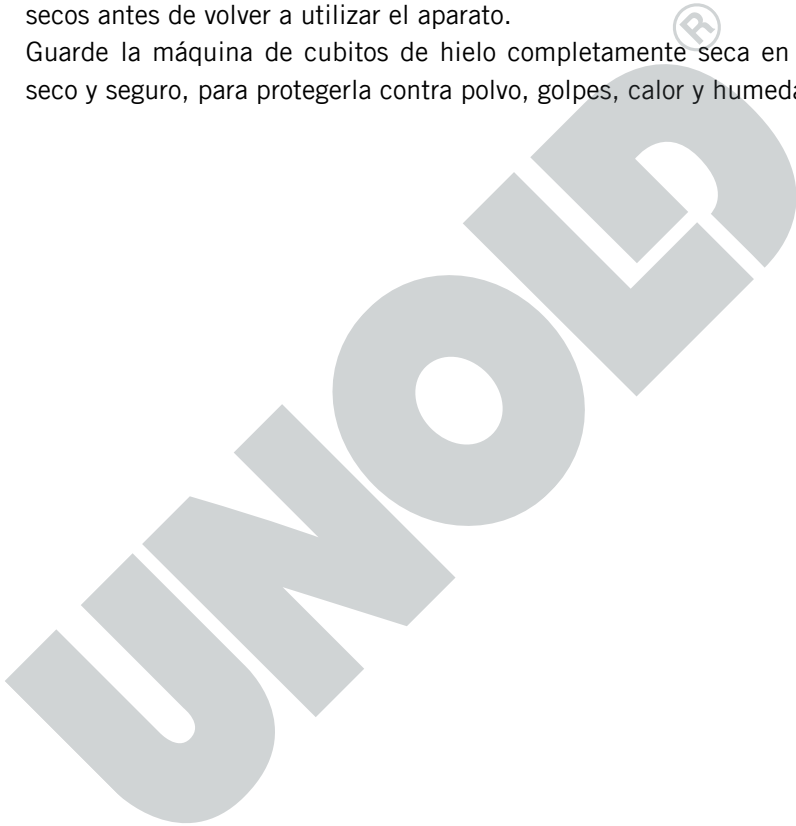 secos antes de volver a utilizar el aparato.
Guarde la máquina de cubitos de hielo completamente seca en
seco y seguro, para protegerla contra polvo, golpes, calor y
UNOLD®